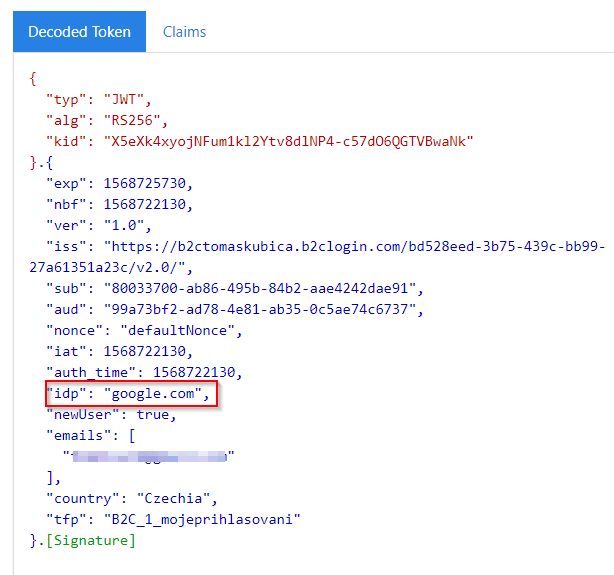 Decoded Token
Claims
{
"typ": "JWT",
"alg": "RS256",
"kid": "X5eXk4xyojNFum1kl2Ytv8dlNP4-c57dO6QGTVBwaNk"
}.{
"exp": 1568725730,
"nbf": 1568722130,
"ver": "1.0",
"iss": "https://b2ctomaskubica.b2clogin.com/bd528eed-3b75-439c-bb99-
27a61351a23c/v2.0/",
"sub": "80033700-ab86-495b-84b2-aae4242dae91",
"aud": "99a73bf2-ad78-4e81-ab35-0c5ae74c6737",
"nonce": "defaultNonce",
"iat": 1568722130,
"auth_time": 1568722130,
"idp": "google.com",
"newUser": true,
"emails": [
"
],
"country": "Czechia",
"tfp": "B2C_1_mojeprihlasovani"
}.[Signature]